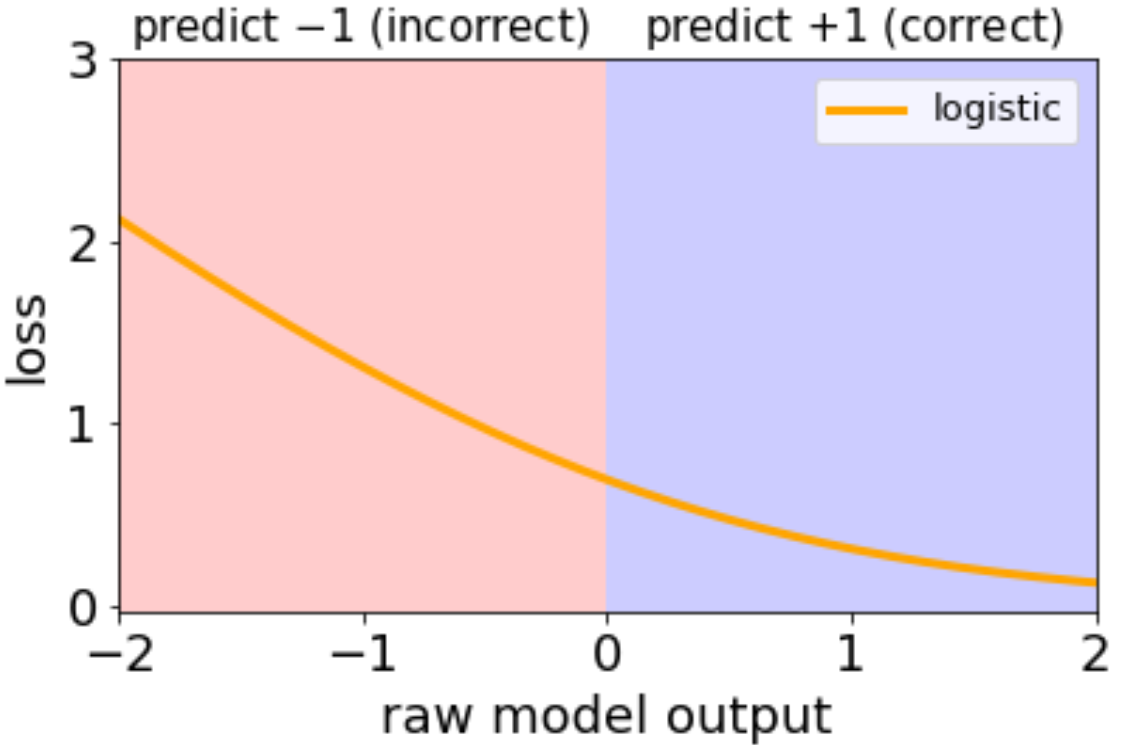 predict −1 (incorrect) predict +1 (correct)
3
logistic
2
loss
1
0
−2 −1 0 1 2
raw model output